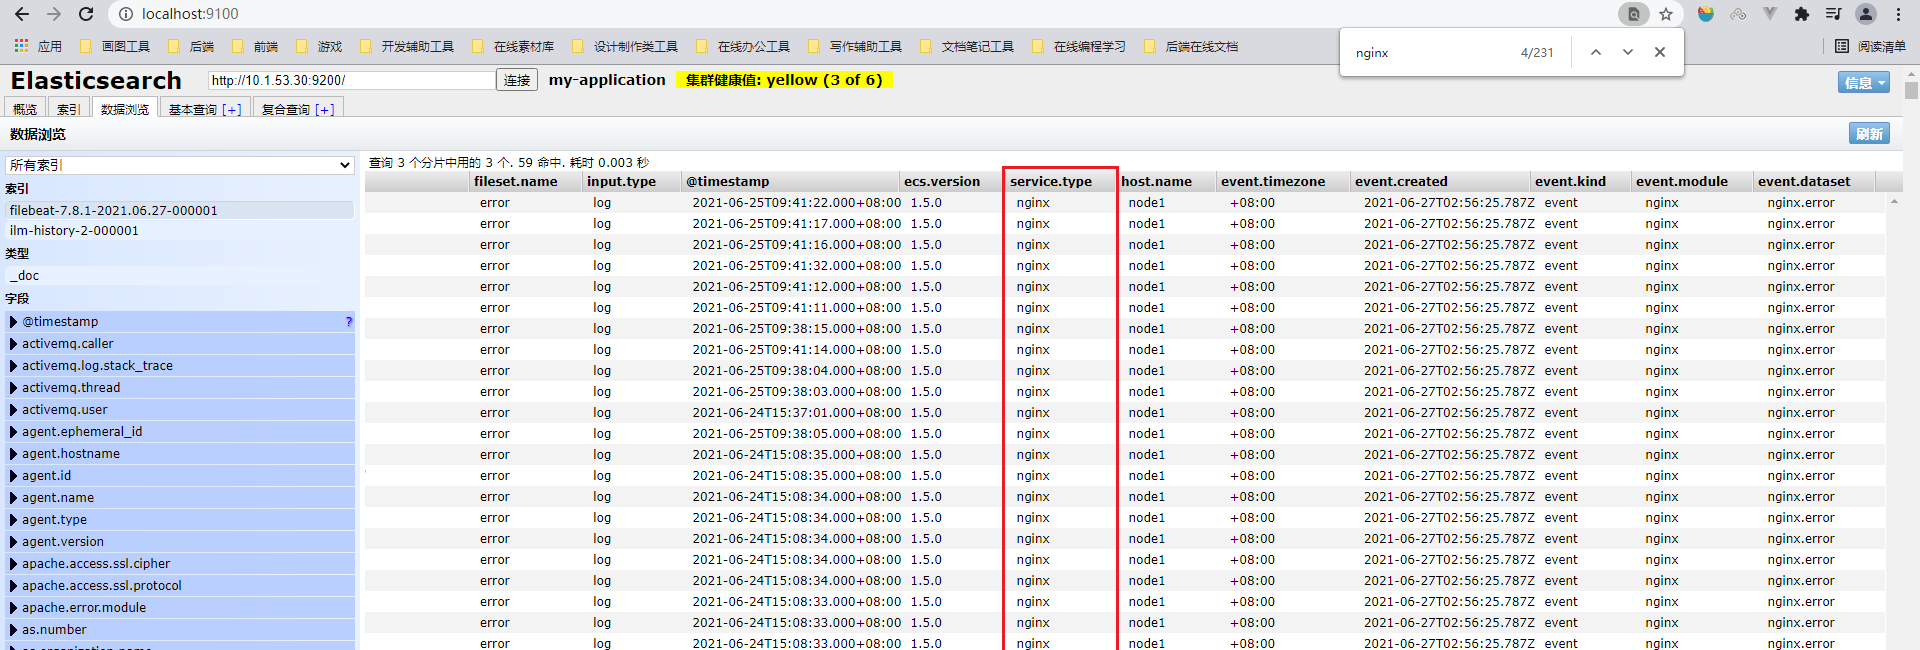 localhost:9100
应用 画图工具 后端 前端 游戏 开发辅助工具 在线素材库 设计制作类工具 在线办公工具 写作辅助工具 文档笔记工具 在线编程学习 后端在线文档 阅读清单
nginx 4/231
Elasticsearch http://10.1.53.30:9200/ 连接 my-application 集群健康值: yellow (3 of 6) 信息
概览 索引 数据浏览 基本查询 [+] 复合查询 [+]
数据浏览 刷新
所有索引
索引
filebeat-7.8.1-2021.06.27-000001
ilm-history-2-000001
类型
_doc
字段
@timestamp ?
activemq.caller
activemq.log.stack_trace
activemq.thread
activemq.user
agent.ephemeral_id
agent.hostname
agent.id
agent.name
agent.type
agent.version
apache.access.ssl.cipher
apache.access.ssl.protocol
apache.error.module
as.number
查询 3 个分片中用的 3 个. 59 命中. 耗时 0.003 秒
fileset.name input.type @timestamp ecs.version service.type host.name event.timezone event.created event.kind event.module event.dataset
error log 2021-06-25T09:41:22.000+08:00 1.5.0 nginx node1 +08:00 2021-06-27T02:56:25.787Z event nginx nginx.error
error log 2021-06-25T09:41:17.000+08:00 1.5.0 nginx node1 +08:00 2021-06-27T02:56:25.787Z event nginx nginx.error
error log 2021-06-25T09:41:16.000+08:00 1.5.0 nginx node1 +08:00 2021-06-27T02:56:25.787Z event nginx nginx.error
error log 2021-06-25T09:41:32.000+08:00 1.5.0 nginx node1 +08:00 2021-06-27T02:56:25.787Z event nginx nginx.error
error log 2021-06-25T09:41:12.000+08:00 1.5.0 nginx node1 +08:00 2021-06-27T02:56:25.787Z event nginx nginx.error
error log 2021-06-25T09:41:11.000+08:00 1.5.0 nginx node1 +08:00 2021-06-27T02:56:25.787Z event nginx nginx.error
error log 2021-06-25T09:38:15.000+08:00 1.5.0 nginx node1 +08:00 2021-06-27T02:56:25.787Z event nginx nginx.error
error log 2021-06-25T09:41:14.000+08:00 1.5.0 nginx node1 +08:00 2021-06-27T02:56:25.787Z event nginx nginx.error
error log 2021-06-25T09:38:04.000+08:00 1.5.0 nginx node1 +08:00 2021-06-27T02:56:25.787Z event nginx nginx.error
error log 2021-06-25T09:38:03.000+08:00 1.5.0 nginx node1 +08:00 2021-06-27T02:56:25.787Z event nginx nginx.error
error log 2021-06-24T15:37:01.000+08:00 1.5.0 nginx node1 +08:00 2021-06-27T02:56:25.787Z event nginx nginx.error
error log 2021-06-25T09:38:05.000+08:00 1.5.0 nginx node1 +08:00 2021-06-27T02:56:25.787Z event nginx nginx.error
error log 2021-06-24T15:08:35.000+08:00 1.5.0 nginx node1 +08:00 2021-06-27T02:56:25.787Z event nginx nginx.error
error log 2021-06-24T15:08:35.000+08:00 1.5.0 nginx node1 +08:00 2021-06-27T02:56:25.787Z event nginx nginx.error
error log 2021-06-24T15:08:34.000+08:00 1.5.0 nginx node1 +08:00 2021-06-27T02:56:25.787Z event nginx nginx.error
error log 2021-06-24T15:08:34.000+08:00 1.5.0 nginx node1 +08:00 2021-06-27T02:56:25.787Z event nginx nginx.error
error log 2021-06-24T15:08:34.000+08:00 1.5.0 nginx node1 +08:00 2021-06-27T02:56:25.787Z event nginx nginx.error
error log 2021-06-24T15:08:34.000+08:00 1.5.0 nginx node1 +08:00 2021-06-27T02:56:25.787Z event nginx nginx.error
error log 2021-06-24T15:08:34.000+08:00 1.5.0 nginx node1 +08:00 2021-06-27T02:56:25.787Z event nginx nginx.error
error log 2021-06-24T15:08:33.000+08:00 1.5.0 nginx node1 +08:00 2021-06-27T02:56:25.787Z event nginx nginx.error
error log 2021-06-24T15:08:33.000+08:00 1.5.0 nginx node1 +08:00 2021-06-27T02:56:25.787Z event nginx nginx.error
error log 2021-06-24T15:08:33.000+08:00 1.5.0 nginx node1 +08:00 2021-06-27T02:56:25.787Z event nginx nginx.error